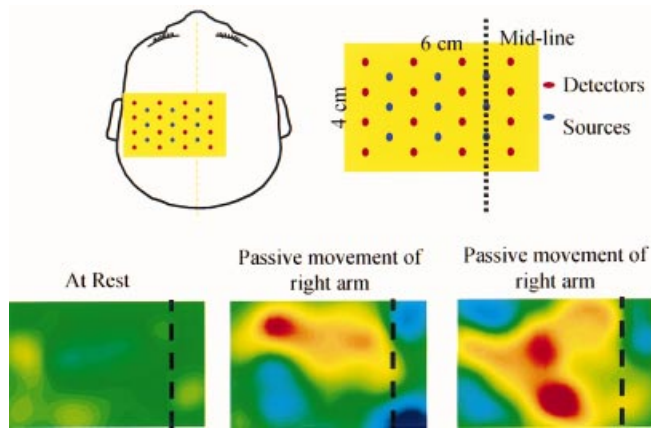 6 cm
Mid-line
4 cm
Detectors
Sources
At Rest
Passive movement of
right arm
Passive movement of
right arm